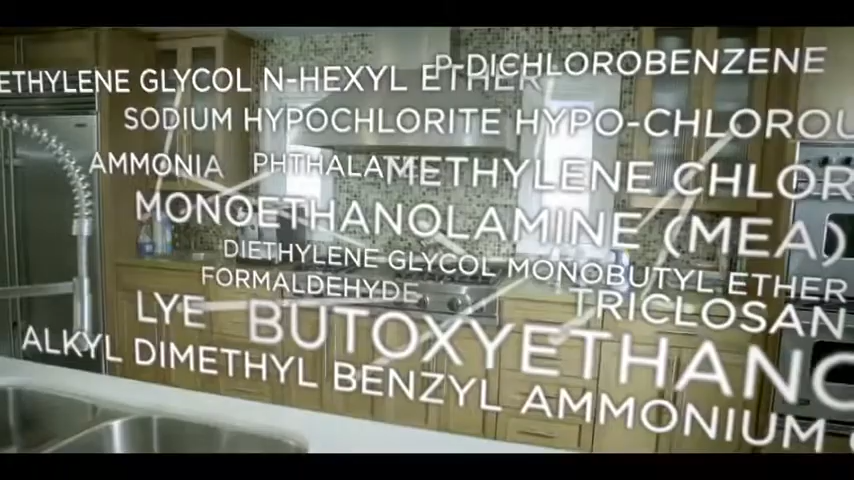 ETHYLENE GLYCOL N-HEXYL ETHER P-DICHLOROBENZENE
SODIUM HYPOCHLORITE HYPO-CHLOROU
AMMONIA PHTHALATES METHYLENE CHLOR
MONOETHANOLAMINE (MEA)
DIETHYLENE GLYCOL MONOBUTYL ETHER
FORMALDEHYDE TRICLOSAN
LYE BUTOXYETHANO
ALKYL DIMETHYL BENZYL AMMONIUM